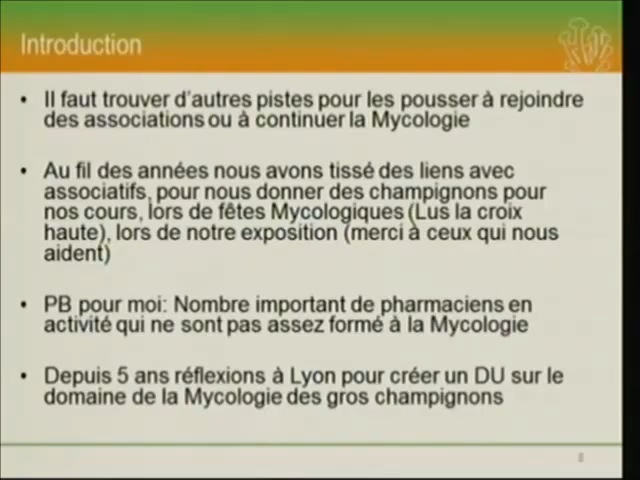 Introduction
• Il faut trouver d'autres pistes pour les pousser à rejoindre
des associations ou à continuer la Mycologie
• Au fil des années nous avons tissé des liens avec
associatifs, pour nous donner des champignons pour
nos cours, lors de fêtes Mycologiques (Lus la croix
haute), lors de notre exposition (merci à ceux qui nous
aident)
• PB pour moi: Nombre important de pharmaciens en
activité qui ne sont pas assez formé à la Mycologie
• Depuis 5 ans réflexions à Lyon pour créer un DU sur le
domaine de la Mycologie des gros champignons